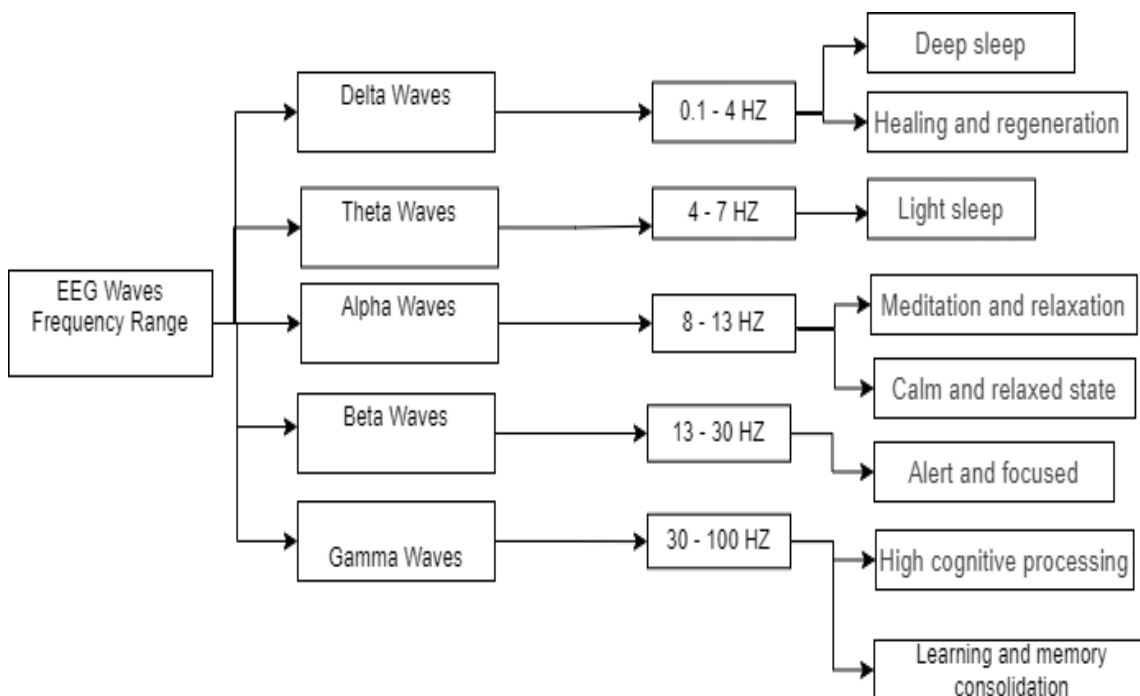 EEG Waves
Frequency Range
Delta Waves
0.1 - 4 HZ
Deep sleep
Healing and regeneration
Theta Waves
4 - 7 HZ
Light sleep
Alpha Waves
8 - 13 HZ
Meditation and relaxation
Calm and relaxed state
Beta Waves
13 - 30 HZ
Alert and focused
Gamma Waves
30 - 100 HZ
High cognitive processing
Learning and memory
consolidation